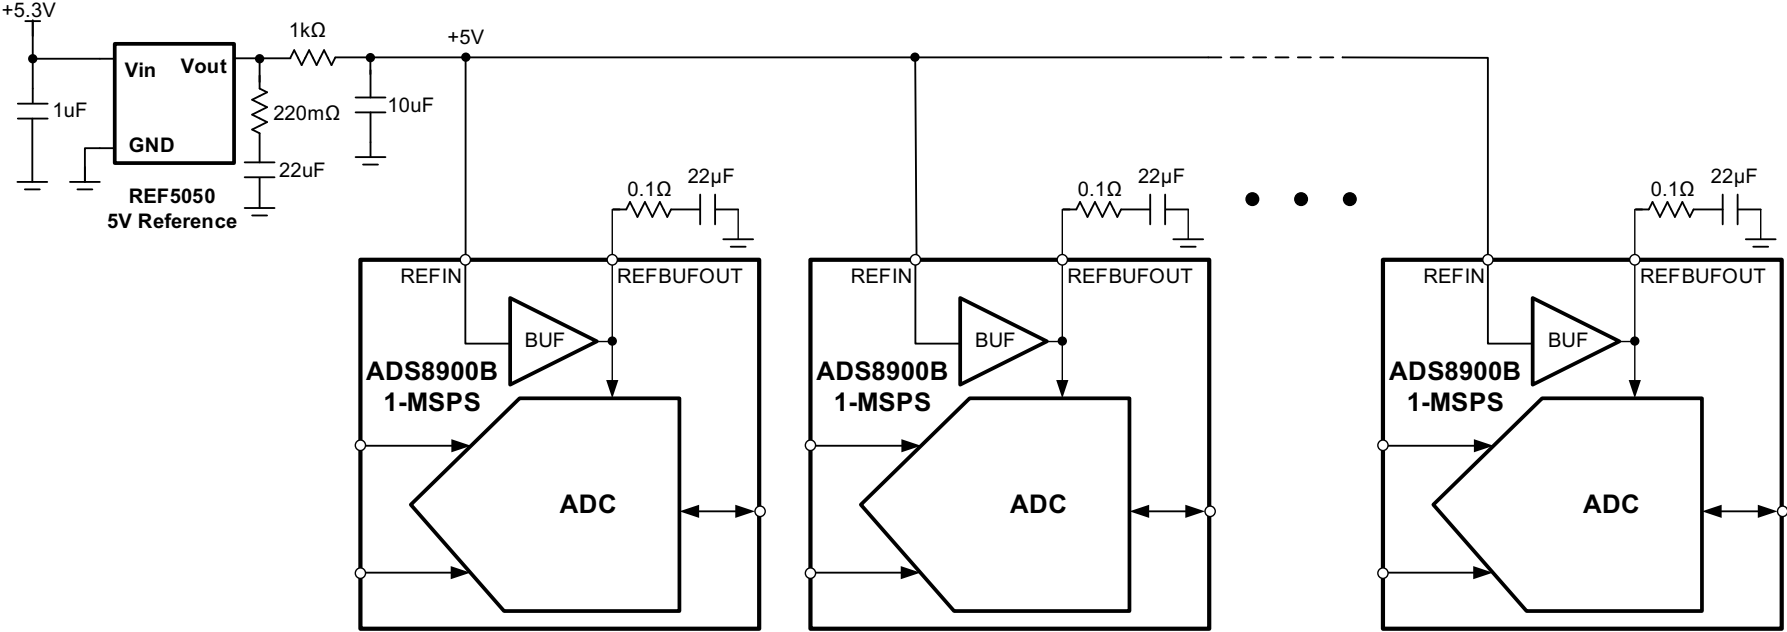 +5.3V
1kΩ
+5V
Vin
Vout
1uF
220mΩ
10uF
GND
22uF
REF5050
5V Reference
0.1Ω
22µF
0.1Ω
22µF
0.1Ω
22µF
REFIN
REFBUFOUT
REFIN
REFBUFOUT
REFIN
REFBUFOUT
BUF
BUF
BUF
ADS8900B
1-MSPS
ADS8900B
1-MSPS
ADS8900B
1-MSPS
ADC
ADC
ADC